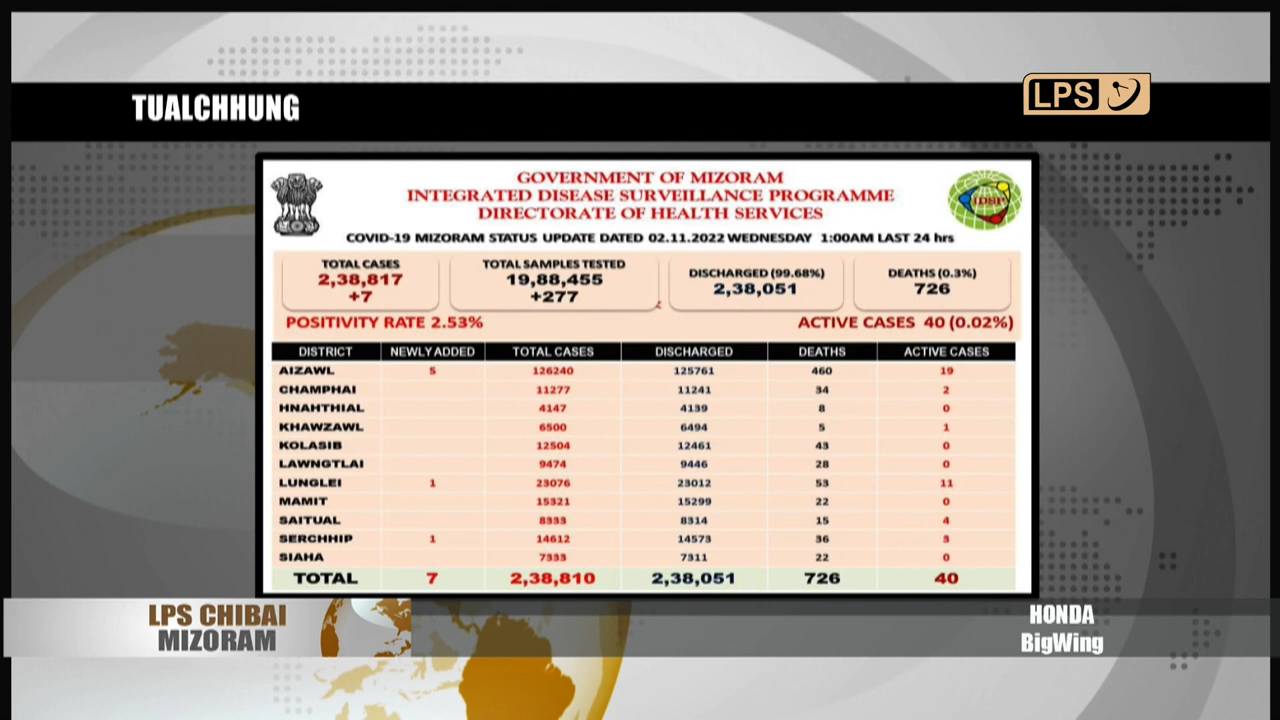 TUALCHHUNG
LPS
GOVERNMENT OF MIZORAM
INTEGRATED DISEASE SURVEILLANCE PROGRAMME
DIRECTORATE OF HEALTH SERVICES
IDSP
COVID-19 MIZORAM STATUS UPDATE DATED 02.11.2022 WEDNESDAY 1:00AM LAST 24 hrs
TOTAL CASES
2,38,817
+7
TOTAL SAMPLES TESTED
19,88,455
+277
DISCHARGED (99.68%)
2,38,051
DEATHS (0.3%)
726
POSITIVITY RATE 2.53%
ACTIVE CASES 40 (0.02%)
DISTRICT NEWLY ADDED TOTAL CASES DISCHARGED DEATHS ACTIVE CASES
AIZAWL 5 126240 125761 460 19
CHAMPHAI 11277 11241 34 2
HNAHTHIAL 4147 4139 8 0
KHAWZAWL 6500 6494 5 1
KOLASIB 12504 12461 43 0
LAWNGTLAI 9474 9446 28 0
LUNGLEI 1 23076 23012 53 11
MAMIT 15321 15299 22 0
SAITUAL 8333 8314 15 4
SERCHHIP 1 14612 14573 36 3
SIAHA 7333 7311 22 0
TOTAL 7 2,38,810 2,38,051 726 40
LPS CHIBAI
MIZORAM
HONDA
BigWing